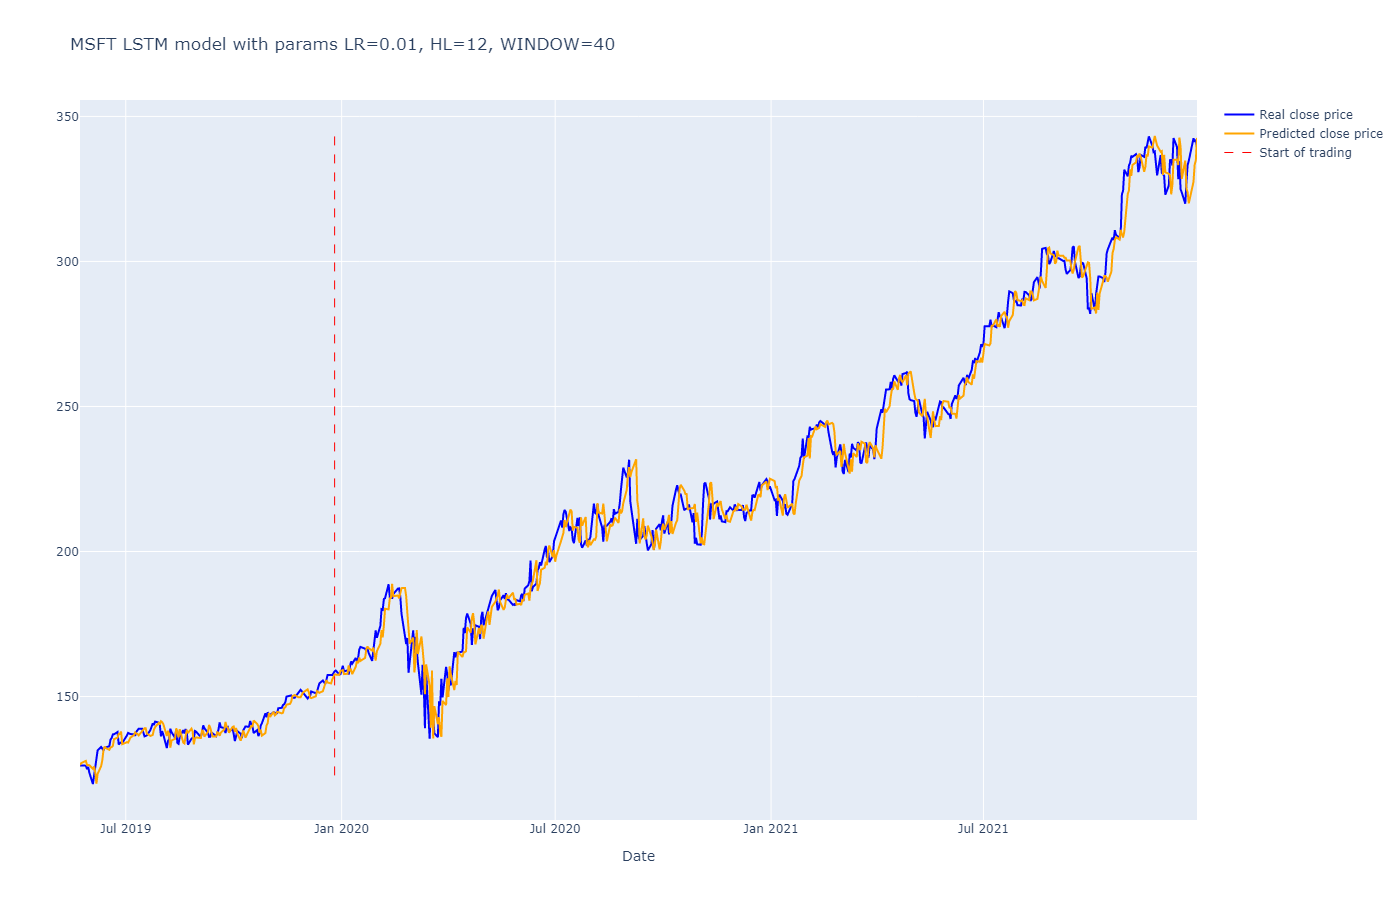 MSFT LSTM model with params LR=0.01, HL=12, WINDOW=40
Real close price
Predicted close price
Start of trading
350
300
250
200
150
Jul 2019
Jan 2020
Jul 2020
Jan 2021
Jul 2021
Date